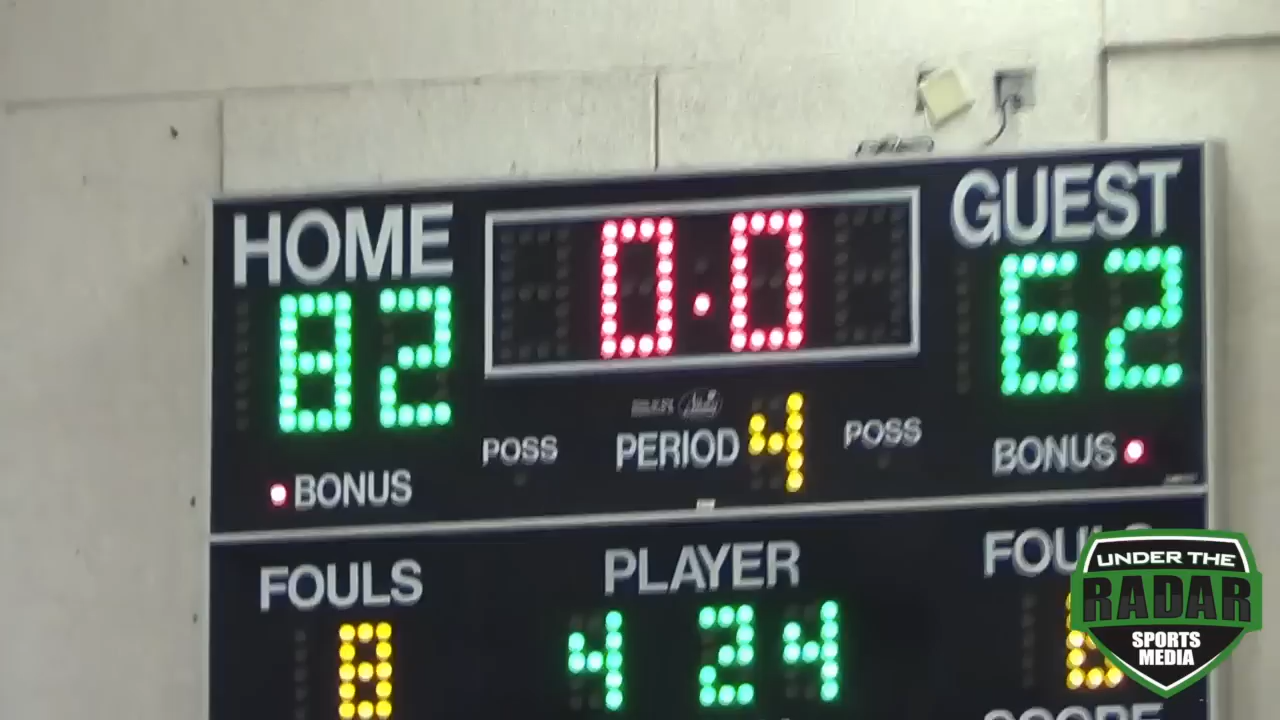 HOME 0.0 GUEST
82 62
POSS PERIOD 4 POSS
BONUS BONUS
FOULS PLAYER
8 4 24
UNDER THE
RADAR
SPORTS
MEDIA